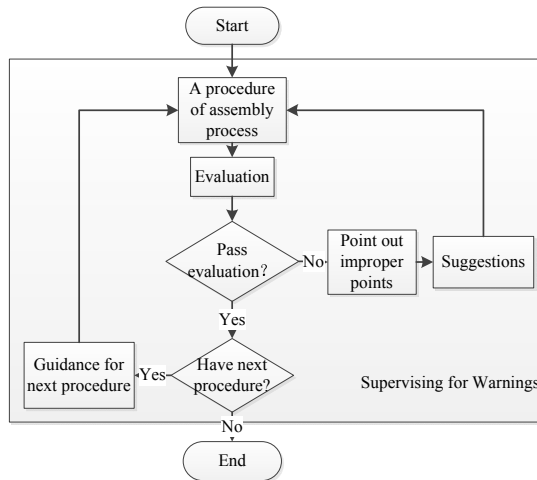 Start
A procedure
of assembly
process
Evaluation
Pass
evaluation?
No
Point out
improper
points
Suggestions
Yes
Guidance for
next procedure
Yes
Have next
procedure?
Supervising for Warnings
No
End